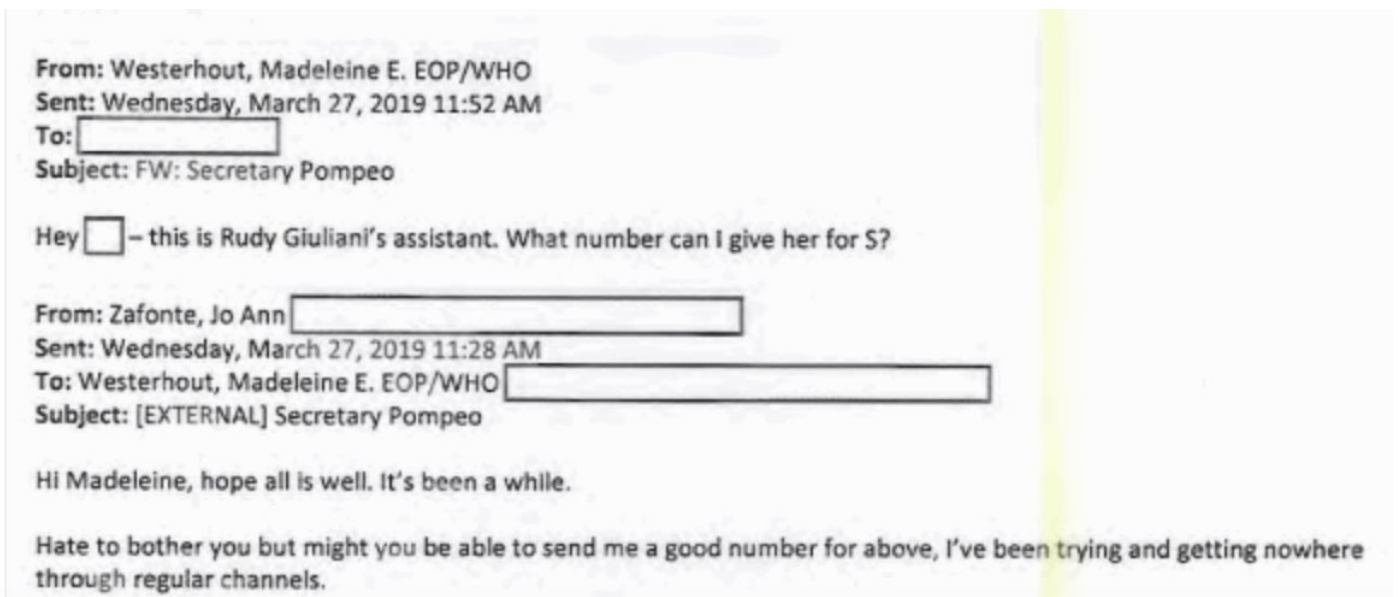 From: Westerhout, Madeleine E. EOP/WHO
Sent: Wednesday, March 27, 2019 11:52 AM
To:
Subject: FW: Secretary Pompeo
Hey – this is Rudy Giuliani's assistant. What number can I give her for S?
From: Zafonte, Jo Ann
Sent: Wednesday, March 27, 2019 11:28 AM
To: Westerhout, Madeleine E. EOP/WHO
Subject: [EXTERNAL] Secretary Pompeo
Hi Madeleine, hope all is well. It's been a while.
Hate to bother you but might you be able to send me a good number for above, I've been trying and getting nowhere
through regular channels.